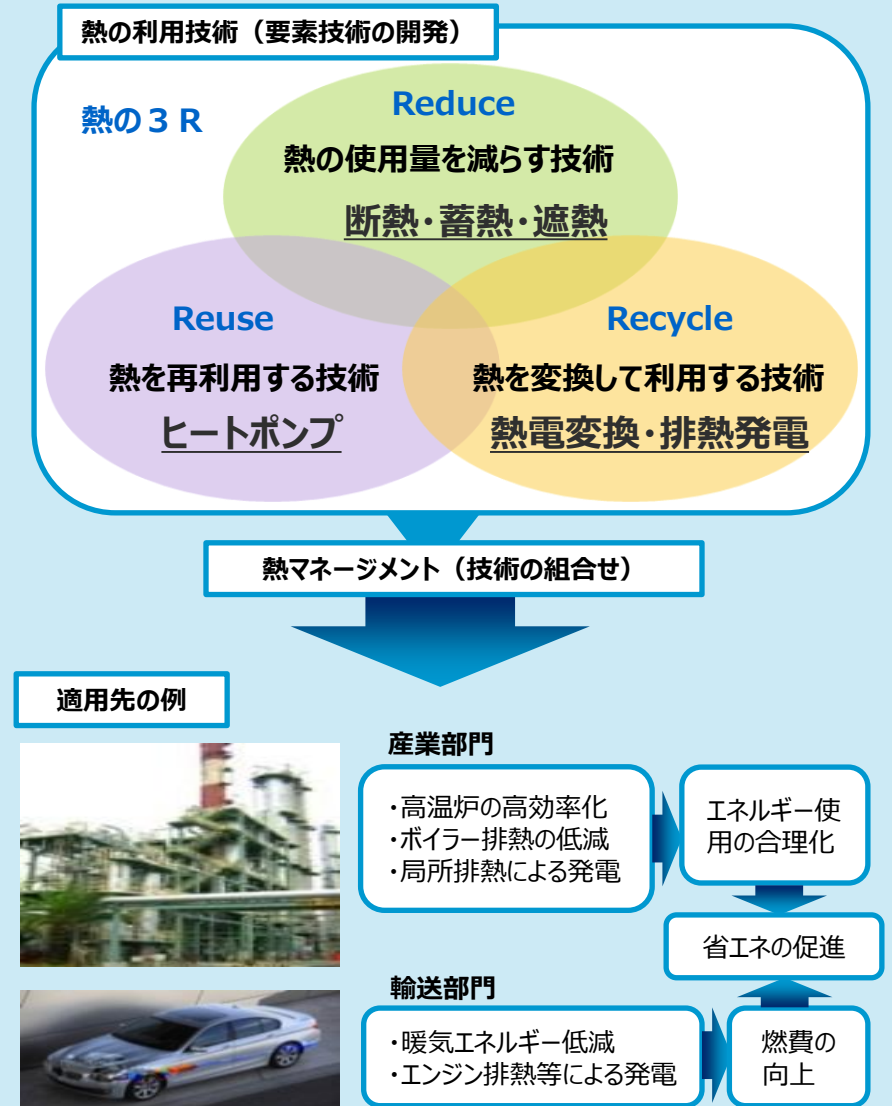 熱の利用技術（要素技術の開発）
熱の３Ｒ
Reduce
熱の使用量を減らす技術
断熱・蓄熱・遮熱
Reuse
熱を再利用する技術
ヒートポンプ
Recycle
熱を変換して利用する技術
熱電変換・排熱発電
熱マネージメント（技術の組合せ）
適用先の例
産業部門
・高温炉の高効率化
・ボイラー排熱の低減
・局所排熱による発電
エネルギー使
用の合理化
省エネの促進
輸送部門
・暖気エネルギー低減
・エンジン排熱等による発電
燃費の
向上